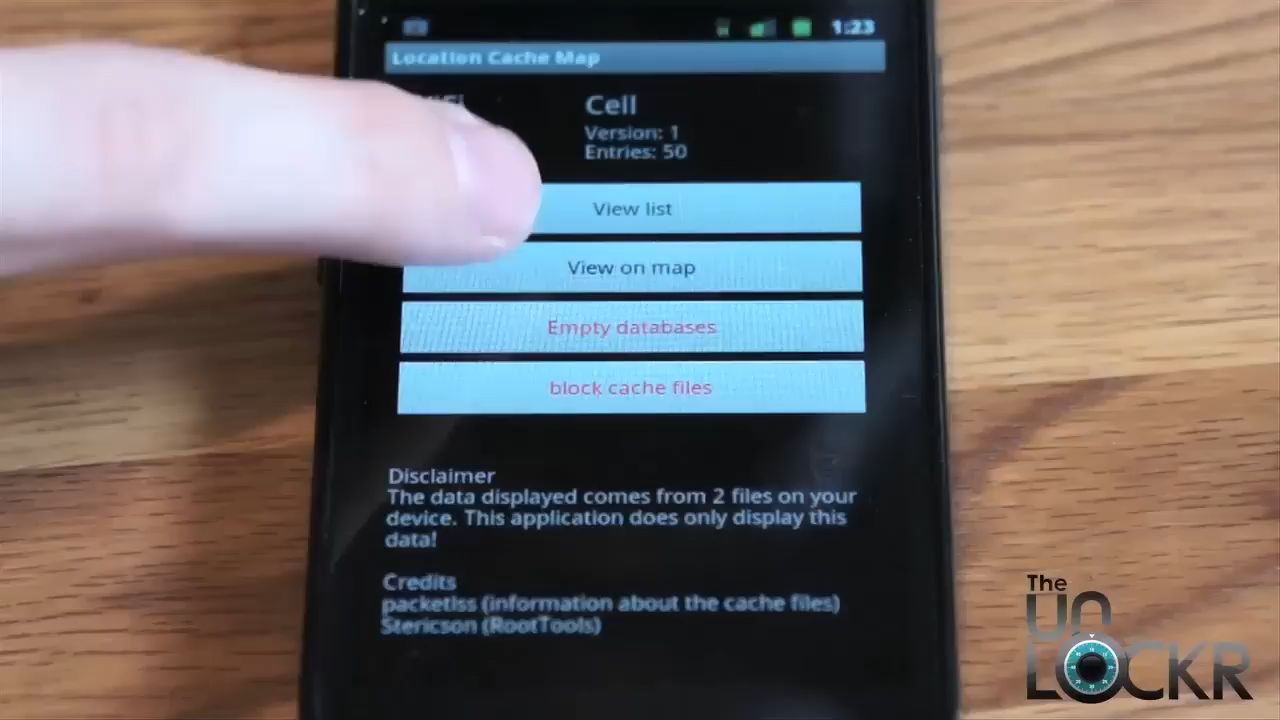 1:23
Location Cache Map
Cell
Version: 1
Entries: 50
View list
View on map
Empty databases
block cache files
Disclaimer
The data displayed comes from 2 files on your
device. This application does only display this
data!
Credits
packetlss (information about the cache files)
Stericson (RootTools)
The
UNLOCKR